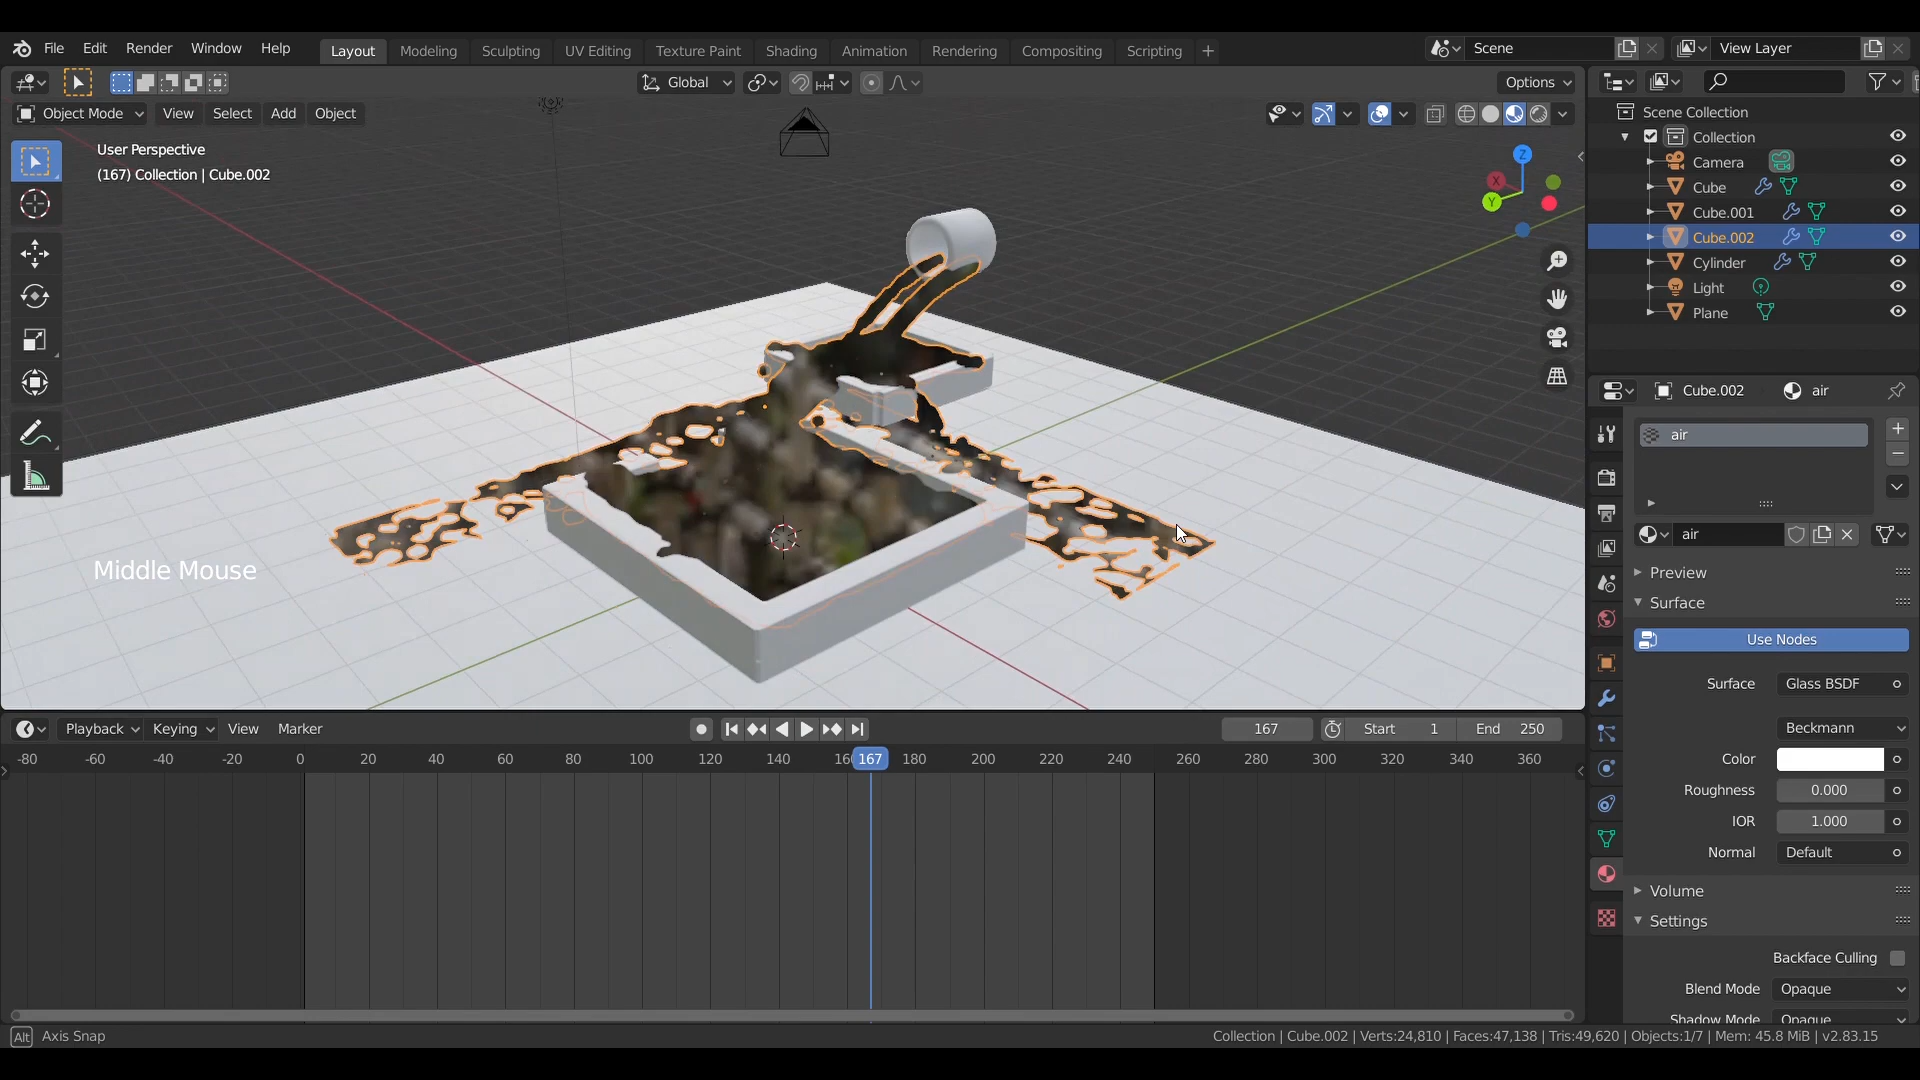 File Edit Render Window Help Layout Modeling Sculpting UV Editing Texture Paint Shading Animation Rendering Compositing Scripting + Scene View Layer
Global Options
Object Mode View Select Add Object
User Perspective
(167) Collection | Cube.002
Z
X
Y
Middle Mouse
Scene Collection
Collection
Camera
Cube
Cube.001
Cube.002
Cylinder
Light
Plane
Cube.002 air
air
air
Preview
Surface
Use Nodes
Surface Glass BSDF
Beckmann
Color
Roughness 0.000
IOR 1.000
Normal Default
Volume
Settings
Backface Culling
Blend Mode Opaque
Shadow Mode Opaque
Playback Keying View Marker 167 Start 1 End 250
-80 -60 -40 -20 0 20 40 60 80 100 120 140 16 167 180 200 220 240 260 280 300 320 340 360
Alt Axis Snap Collection | Cube.002 | Verts:24,810 | Faces:47,138 | Tris:49,620 | Objects:1/7 | Mem: 45.8 MiB | v2.83.15